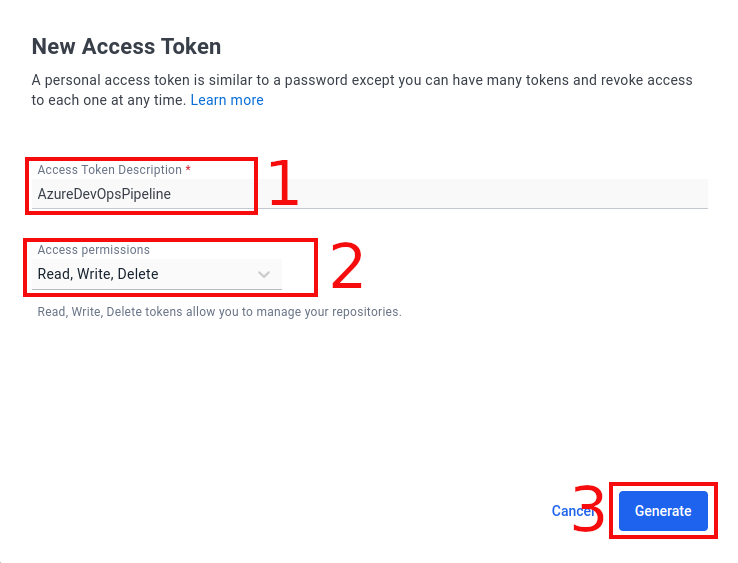 New Access Token
A personal access token is similar to a password except you can have many tokens and revoke access
to each one at any time. Learn more
Access Token Description *
AzureDevOpsPipeline
1
Access permissions
Read, Write, Delete
2
Read, Write, Delete tokens allow you to manage your repositories.
Cancel 3 Generate